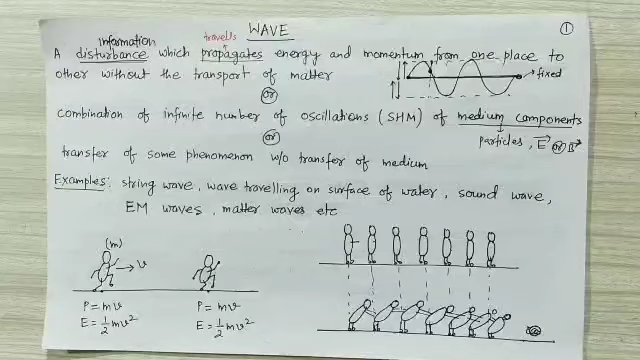 WAVE
1
information
travels
A disturbance which propagates energy and momentum from one place to
other without the transport of matter
fixed
or
combination of infinite number of oscillations (SHM) of medium components
particles, E or B
or
transfer of some phenomenon w/o transfer of medium
Examples: string wave, wave travelling on surface of water, sound wave,
EM waves, matter waves etc
(m)
v
P = mv
E = 1/2 mv²
P = mv
E = 1/2 mv²